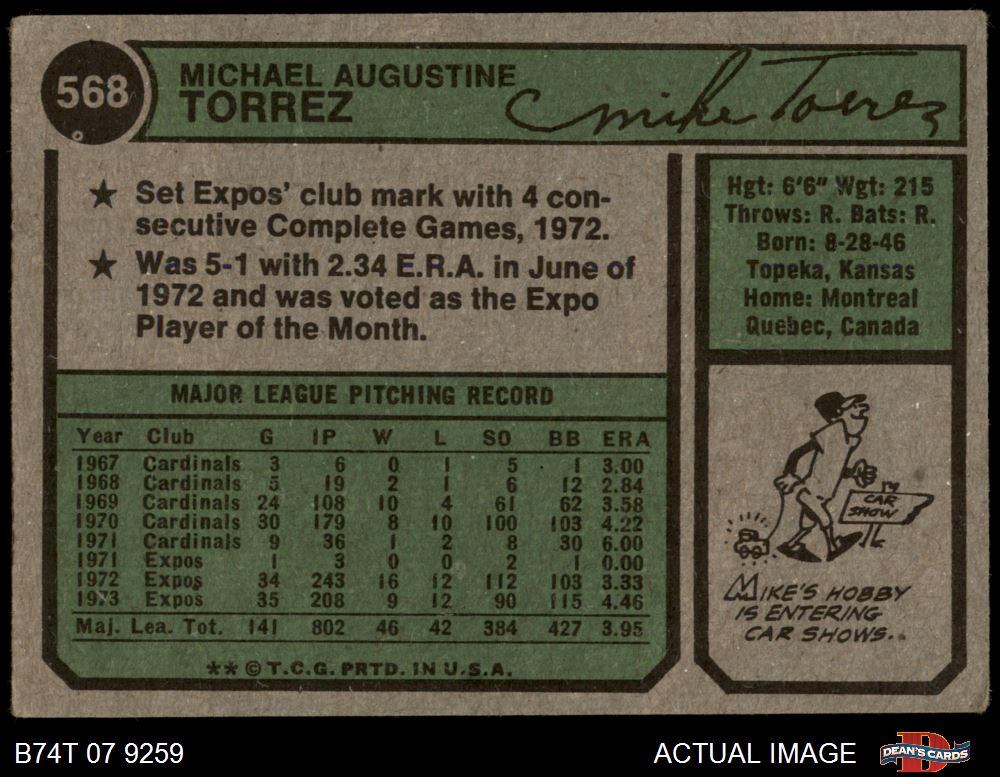 568
MICHAEL AUGUSTINE
TORREZ
Mike Torrez
★ Set Expos' club mark with 4 con-
secutive Complete Games, 1972.
★ Was 5-1 with 2.34 E.R.A. in June of
1972 and was voted as the Expo
Player of the Month.
Hgt: 6'6" Wgt: 215
Throws: R. Bats: R.
Born: 8-28-46
Topeka, Kansas
Home: Montreal
Quebec, Canada
MAJOR LEAGUE PITCHING RECORD
Year Club G IP W L SO BB ERA
1967 Cardinals 3 6 0 1 5 1 3.00
1968 Cardinals 5 19 2 1 6 12 2.84
1969 Cardinals 24 108 10 4 61 62 3.58
1970 Cardinals 30 179 8 10 100 103 4.22
1971 Cardinals 9 36 1 2 8 30 6.00
1971 Expos 1 3 0 0 2 1 0.00
1972 Expos 34 243 16 12 112 103 3.33
1973 Expos 35 208 9 12 90 115 4.46
Maj. Lea. Tot. 141 802 46 42 384 427 3.95
** © T.C.G. PRTD. IN U.S.A.
CAR
SHOW
MIKE'S HOBBY
IS ENTERING
CAR SHOWS..
B74T 07 9259
ACTUAL IMAGE
DEAN'S CARDS